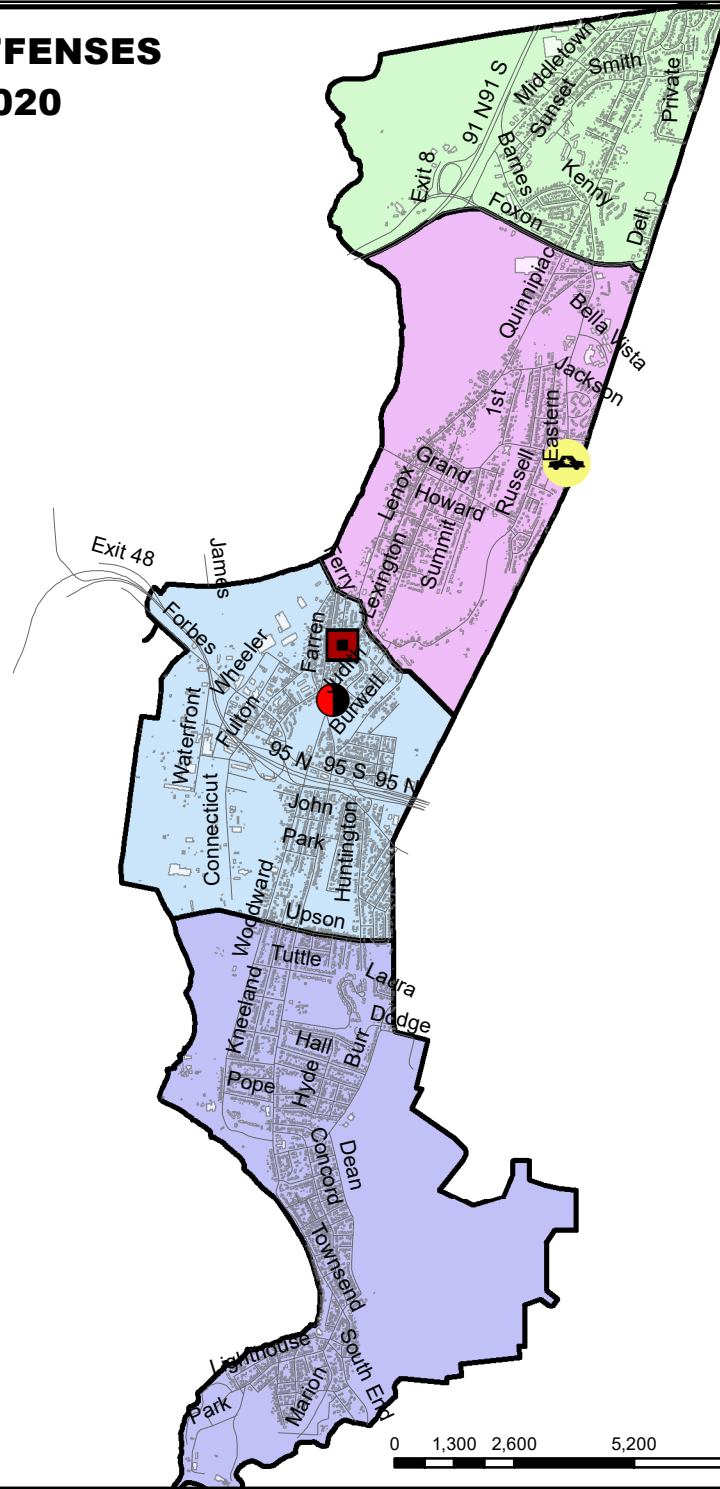 FFENSES
020
Middletown
Smith
Private
Sunset
91 N
91 S
Barnes
Exit 8
Kenny
Foxon
Dell
Quinnipiac
Bella Vista
Jackson
1st
Eastern
Grand
Russell
Lenox
Howard
Summit
Exit 48
James
Terry
Lexington
Forbes
Farren
Wheeler
Judith
Burwell
Fulton
Waterfront
95 N
95 S
95 N
Connecticut
John
Park
Huntington
Woodward
Upson
Tuttle
Laura
Kneeland
Dodge
Hall
Burr
Pope
Hyde
Concord
Dean
Townsend
Lighthouse
South End
Marion
Park
0 1,300 2,600 5,200